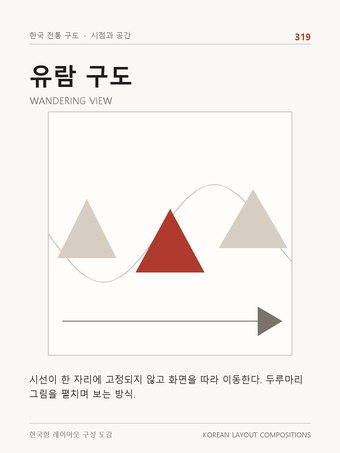 한국 전통 구도 · 시점과 공간
319
유람 구도
WANDERING VIEW
시선이 한 자리에 고정되지 않고 화면을 따라 이동한다. 두루마리
그림을 펼치며 보는 방식.
한국형 레이아웃 구성 도감
KOREAN LAYOUT COMPOSITIONS